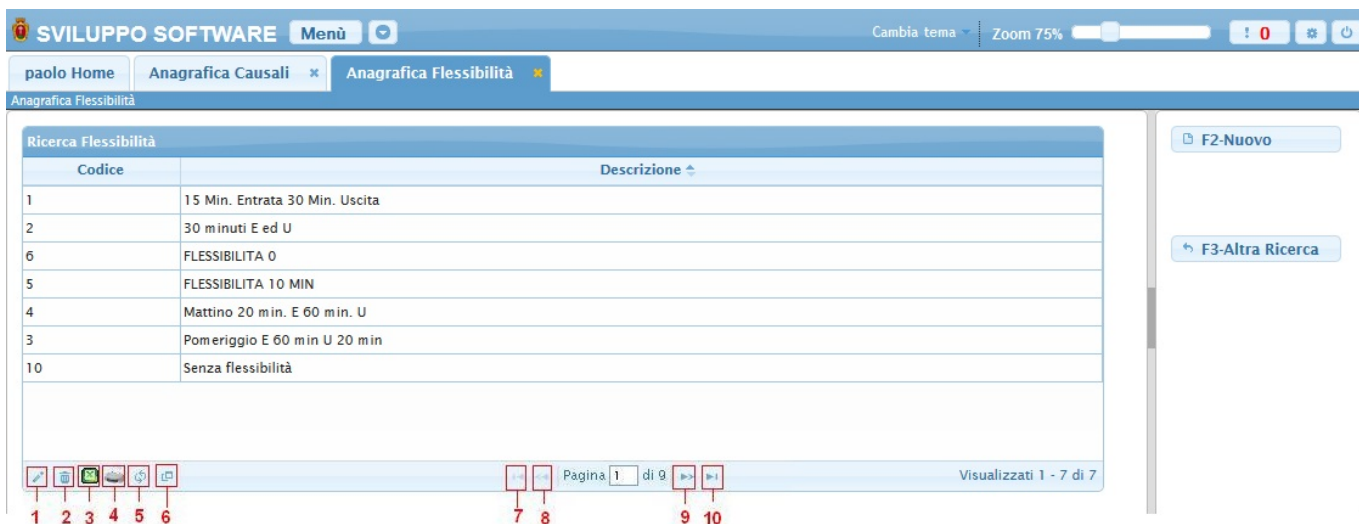 SVILUPPO SOFTWARE Menù Cambia tema Zoom 75% ! 0
paolo Home Anagrafica Causali × Anagrafica Flessibilità ×
Anagrafica Flessibilità
Ricerca Flessibilità
F2-Nuovo
Codice Descrizione
1 15 Min. Entrata 30 Min. Uscita
2 30 minuti E ed U
6 FLESSIBILITA 0
F3-Altra Ricerca
5 FLESSIBILITA 10 MIN
4 Mattino 20 min. E 60 min. U
3 Pomeriggio E 60 min U 20 min
10 Senza flessibilità
Pagina 1 di 9 Visualizzati 1 - 7 di 7
1 2 3 4 5 6 7 8 9 10